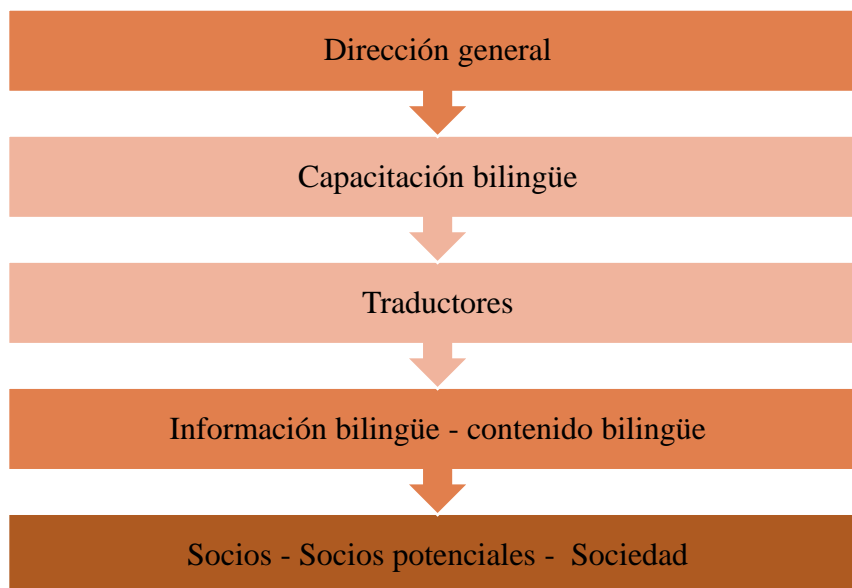 Dirección general
Capacitación bilingüe
Traductores
Información bilingüe - contenido bilingüe
Socios - Socios potenciales -  Sociedad